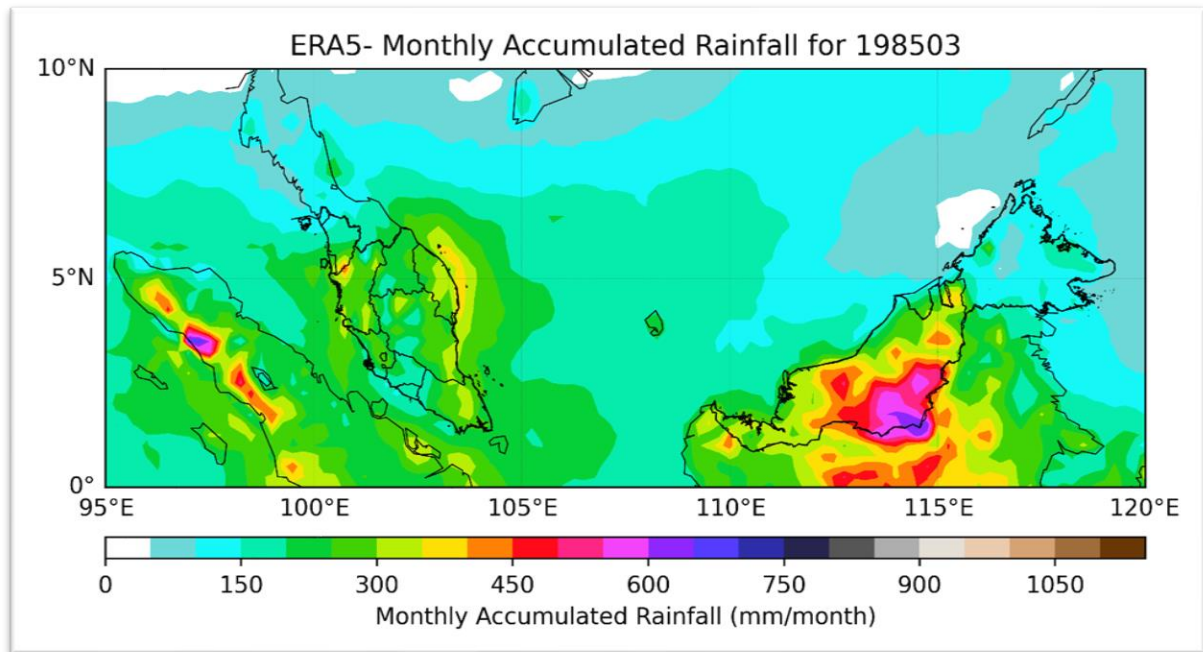 ERA5- Monthly Accumulated Rainfall for 198503
10°N
5°N
0°
95°E 100°E 105°E 110°E 115°E 120°E
0 150 300 450 600 750 900 1050
Monthly Accumulated Rainfall (mm/month)